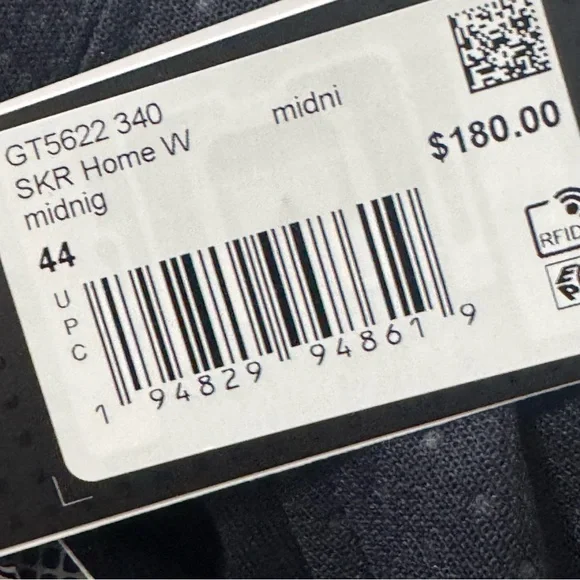 GT5622 340
SKR Home W
midnig
midni
$180.00
44
UPC
1 94829 94861 9
RFID